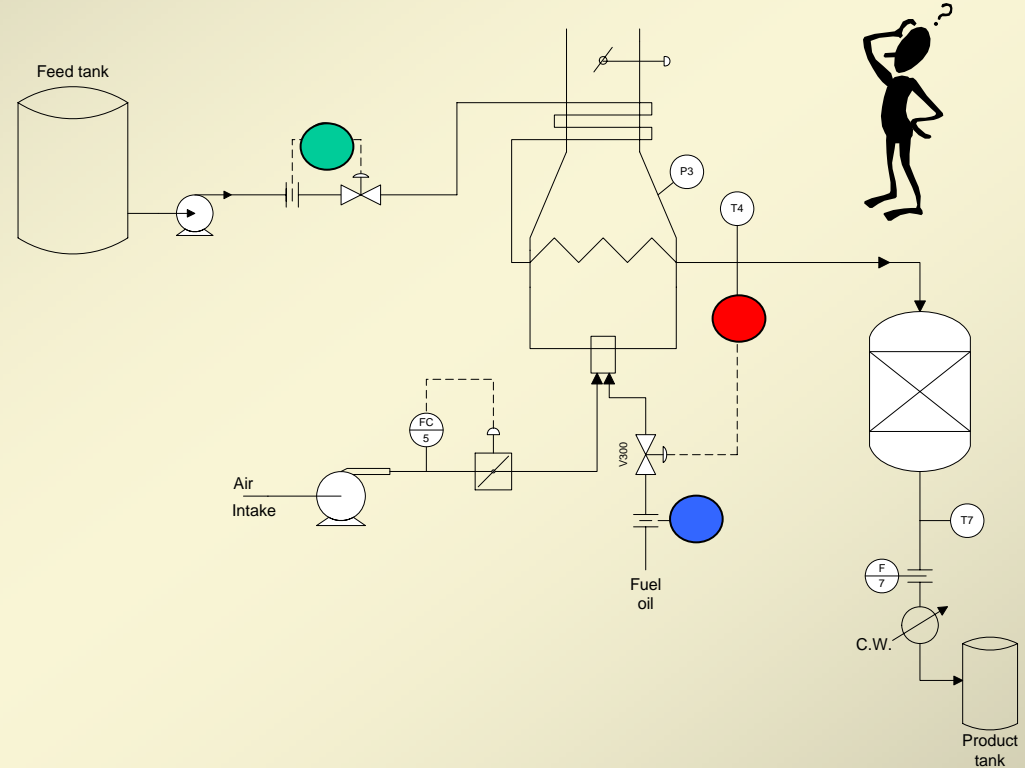 ?
Feed tank
P3
T4
FC
5
V300
Air
Intake
Fuel
oil
T7
F
7
C.W.
Product
tank